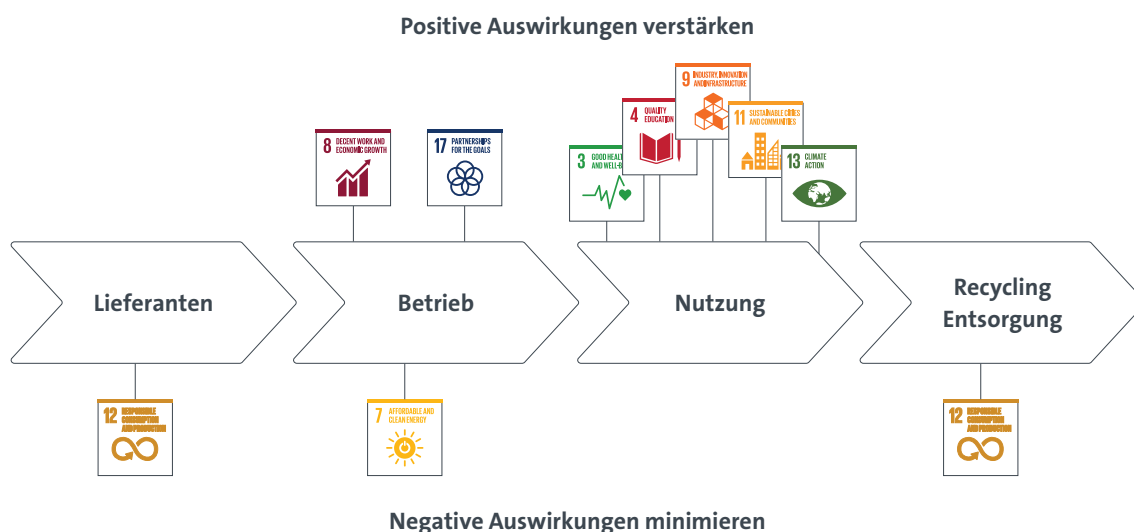 Positive Auswirkungen verstärken
9 INDUSTRY, INNOVATION
AND INFRASTRUCTURE
4 QUALITY
EDUCATION
11 SUSTAINABLE CITIES
AND COMMUNITIES
8 DECENT WORK AND
ECONOMIC GROWTH
17 PARTNERSHIPS
FOR THE GOALS
3 GOOD HEALTH
AND WELL-B
13 CLIMATE
ACTION
Lieferanten
Betrieb
Nutzung
Recycling
Entsorgung
12 RESPONSIBLE
CONSUMPTION
AND PRODUCTION
7 AFFORDABLE AND
CLEAN ENERGY
12 RESPONSIBLE
CONSUMPTION
AND PRODUCTION
Negative Auswirkungen minimieren